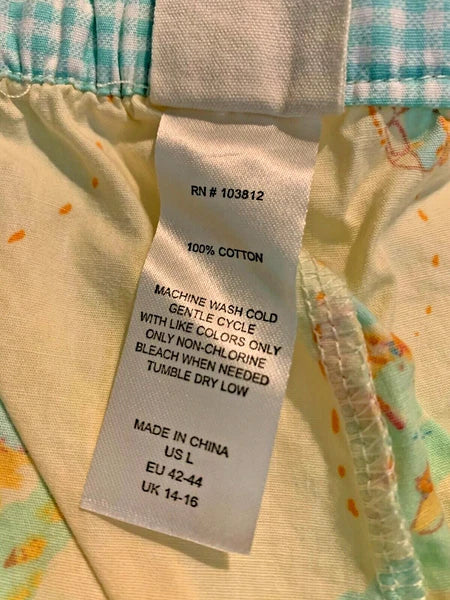 RN # 103812
100% COTTON
MACHINE WASH COLD
GENTLE CYCLE
WITH LIKE COLORS ONLY
ONLY NON-CHLORINE
BLEACH WHEN NEEDED
TUMBLE DRY LOW
MADE IN CHINA
US L
EU 42-44
UK 14-16